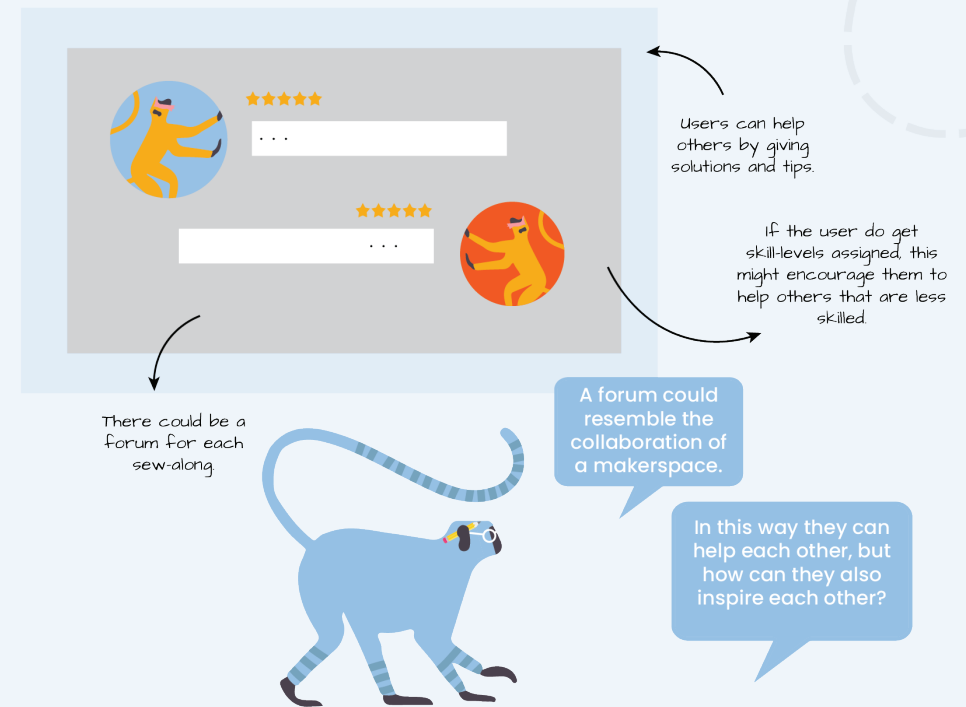 . . .
. . .
Users can help
others by giving
solutions and tips.
If the user do get
skill-levels assigned, this
might encourage them to
help others that are less
skilled.
There could be a
forum for each
sew-along.
A forum could
resemble the
collaboration of
a makerspace.
In this way they can
help each other, but
how can they also
inspire each other?